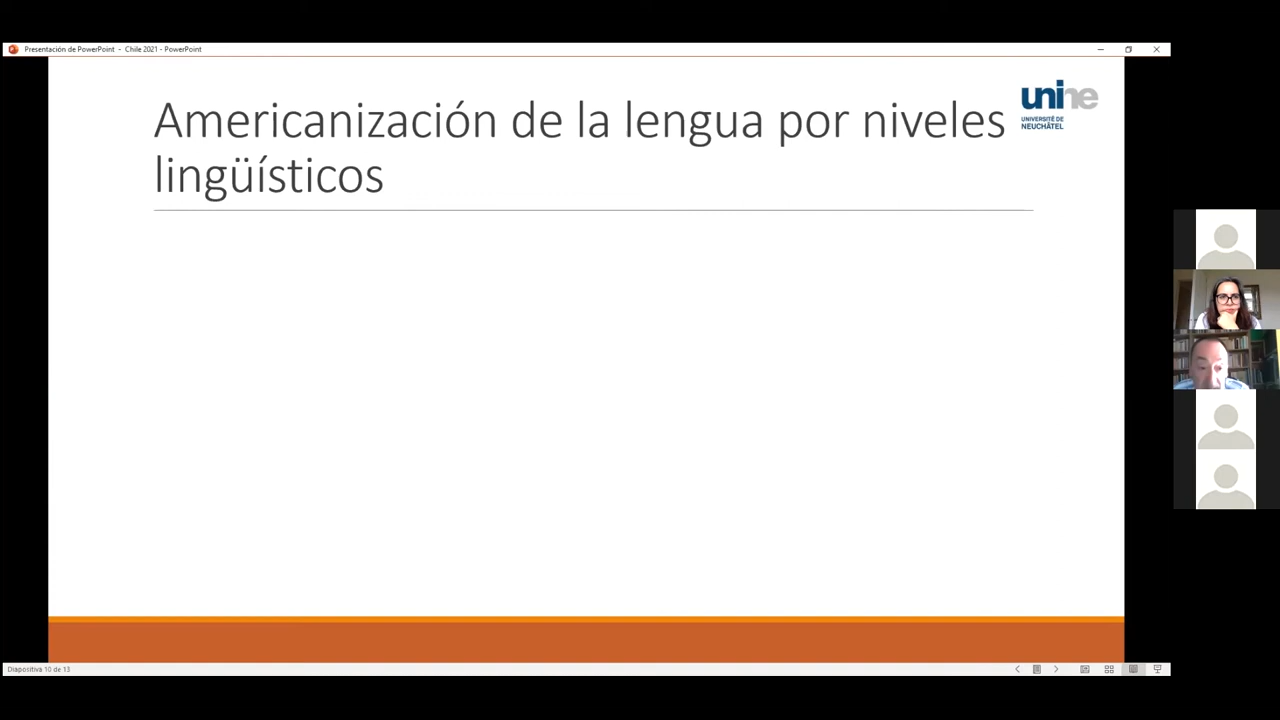 Presentación de PowerPoint - Chile 2021 - PowerPoint
Americanización de la lengua por niveles
lingüísticos
unine
UNIVERSITÉ DE
NEUCHÂTEL
Diapositiva 10 de 13